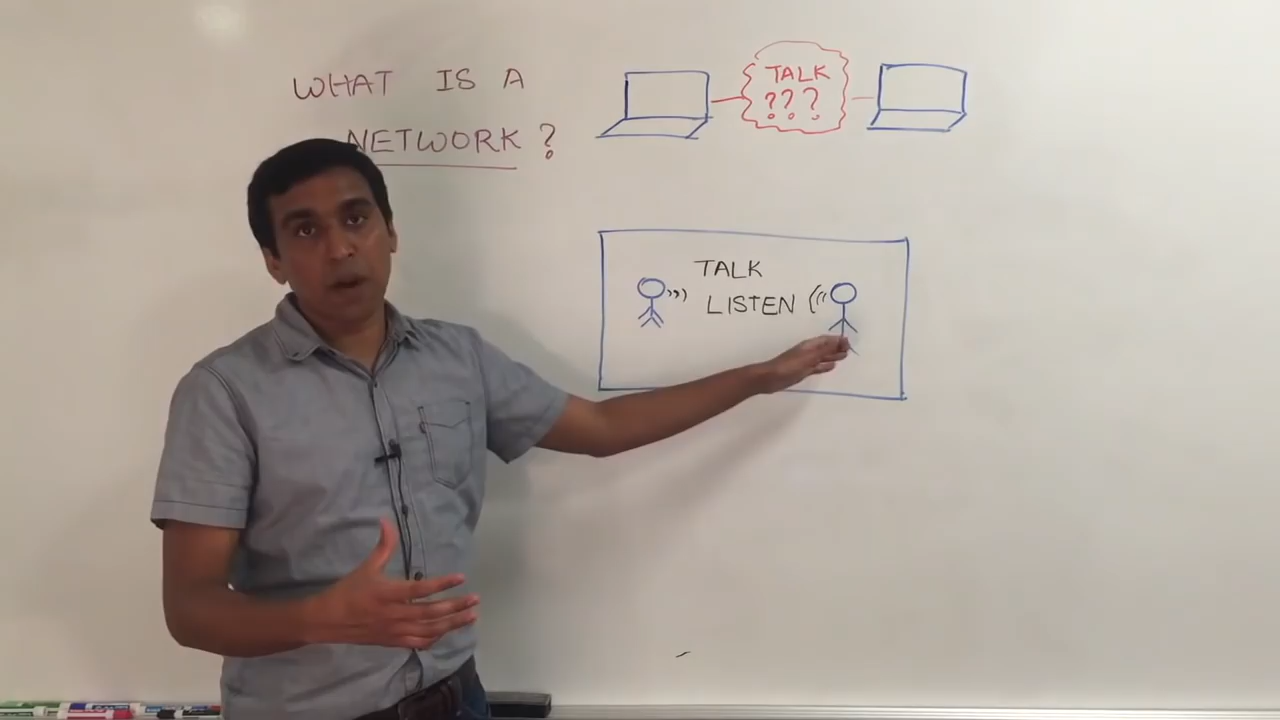 WHAT IS A
NETWORK?
TALK
???
TALK
LISTEN